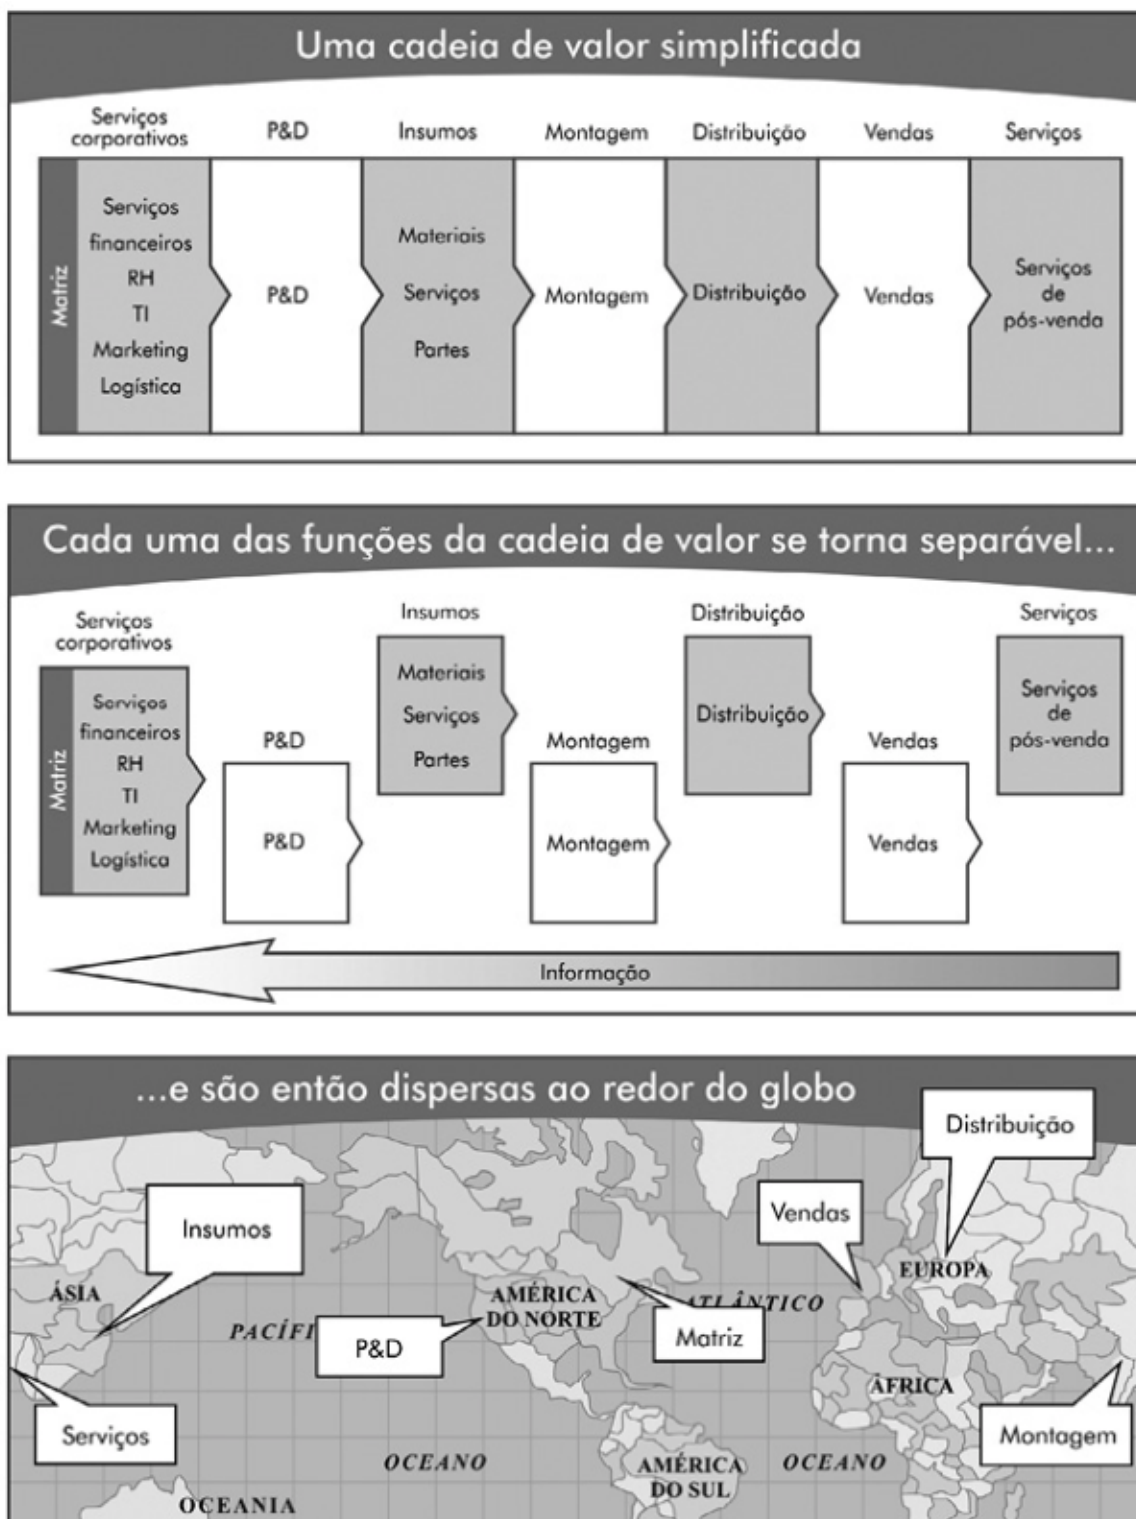 Uma cadeia de valor simplificada
Serviços
corporativos
P&D
Insumos
Montagem
Distribuição
Vendas
Serviços
Matriz
Serviços
financeiros
RH
TI
Marketing
Logística
P&D
Materiais
Serviços
Partes
Montagem
Distribuição
Vendas
Serviços
de
pós-venda
Cada uma das funções da cadeia de valor se torna separável...
Serviços
corporativos
Matriz
Serviços
financeiros
RH
TI
Marketing
Logística
P&D
P&D
Insumos
Materiais
Serviços
Partes
Montagem
Montagem
Distribuição
Distribuição
Vendas
Vendas
Serviços
Serviços
de
pós-venda
Informação
...e são então dispersas ao redor do globo
Distribuição
Insumos
Vendas
ÁSIA
EUROPA
AMÉRICA
DO NORTE
ATLÂNTICO
PACÍFI
P&D
Matriz
ÁFRICA
Serviços
Montagem
OCEANO
AMÉRICA
DO SUL
OCEANO
OCEANIA